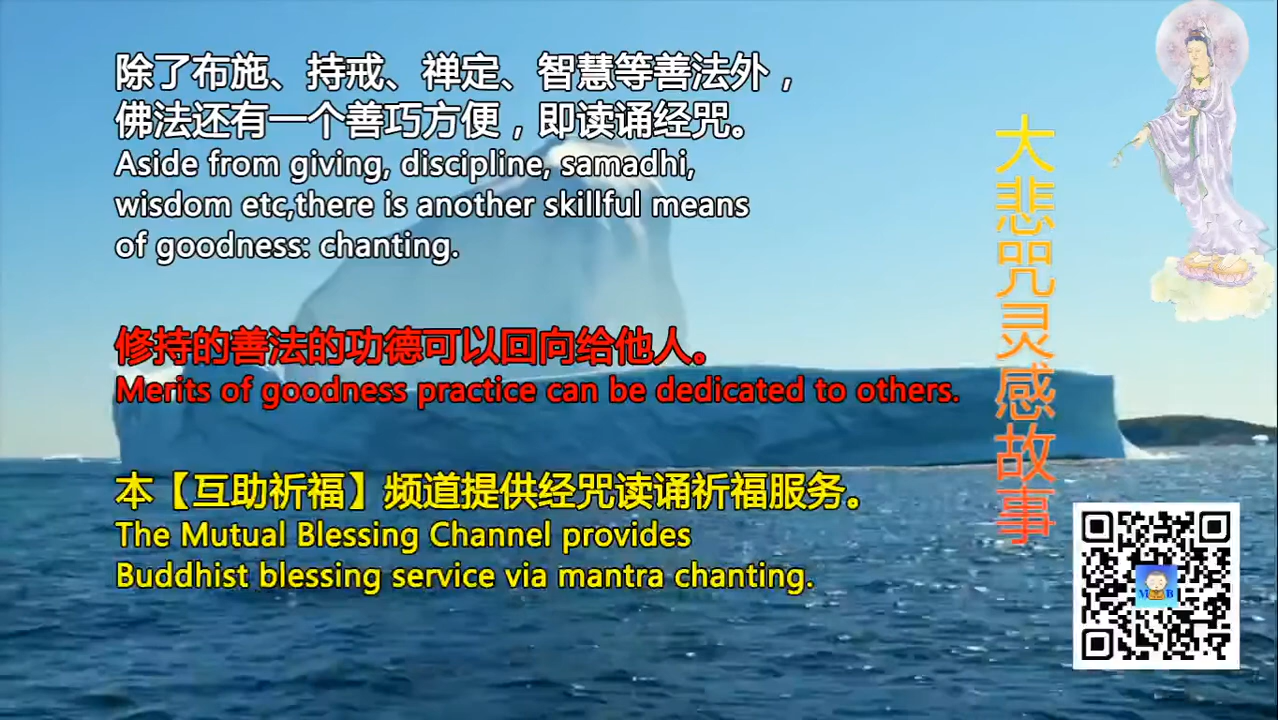 除了布施、持戒、禅定、智慧等善法外，
佛法还有一个善巧方便，即读诵经咒。
Aside from giving, discipline, samadhi,
wisdom etc,there is another skillful means
of goodness: chanting.
修持的善法的功德可以回向给他人。
Merits of goodness practice can be dedicated to others.
本【互助祈福】频道提供经咒读诵祈福服务。
The Mutual Blessing Channel provides
Buddhist blessing service via mantra chanting.
大悲咒灵感故事
M B